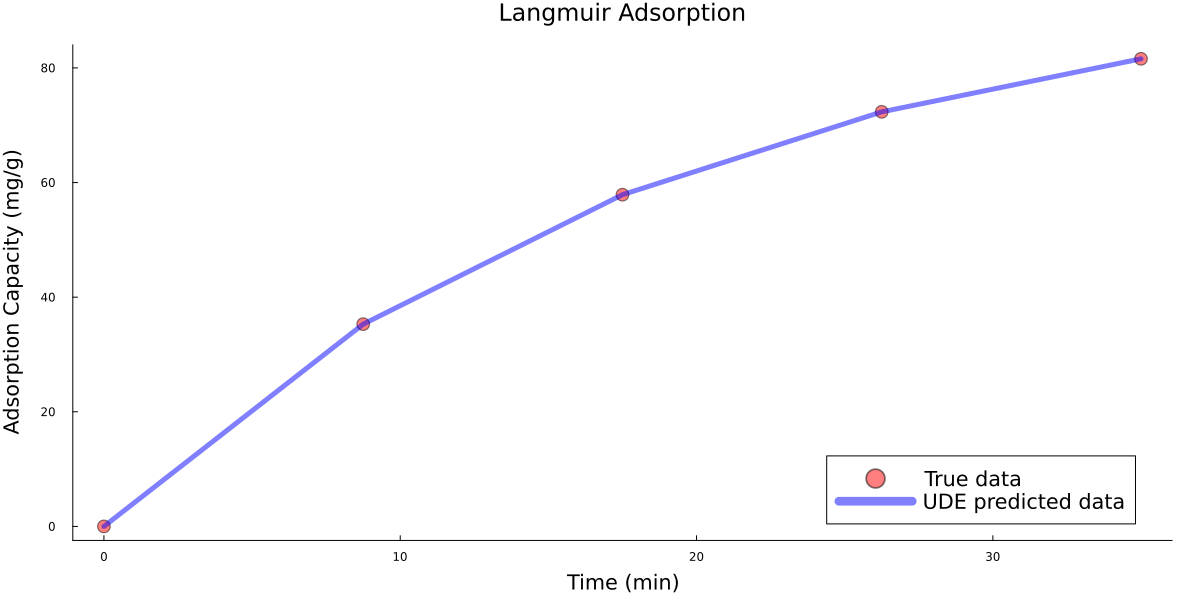 Langmuir Adsorption
Adsorption Capacity (mg/g)
80
60
40
20
0
0 10 20 30
Time (min)
True data
UDE predicted data